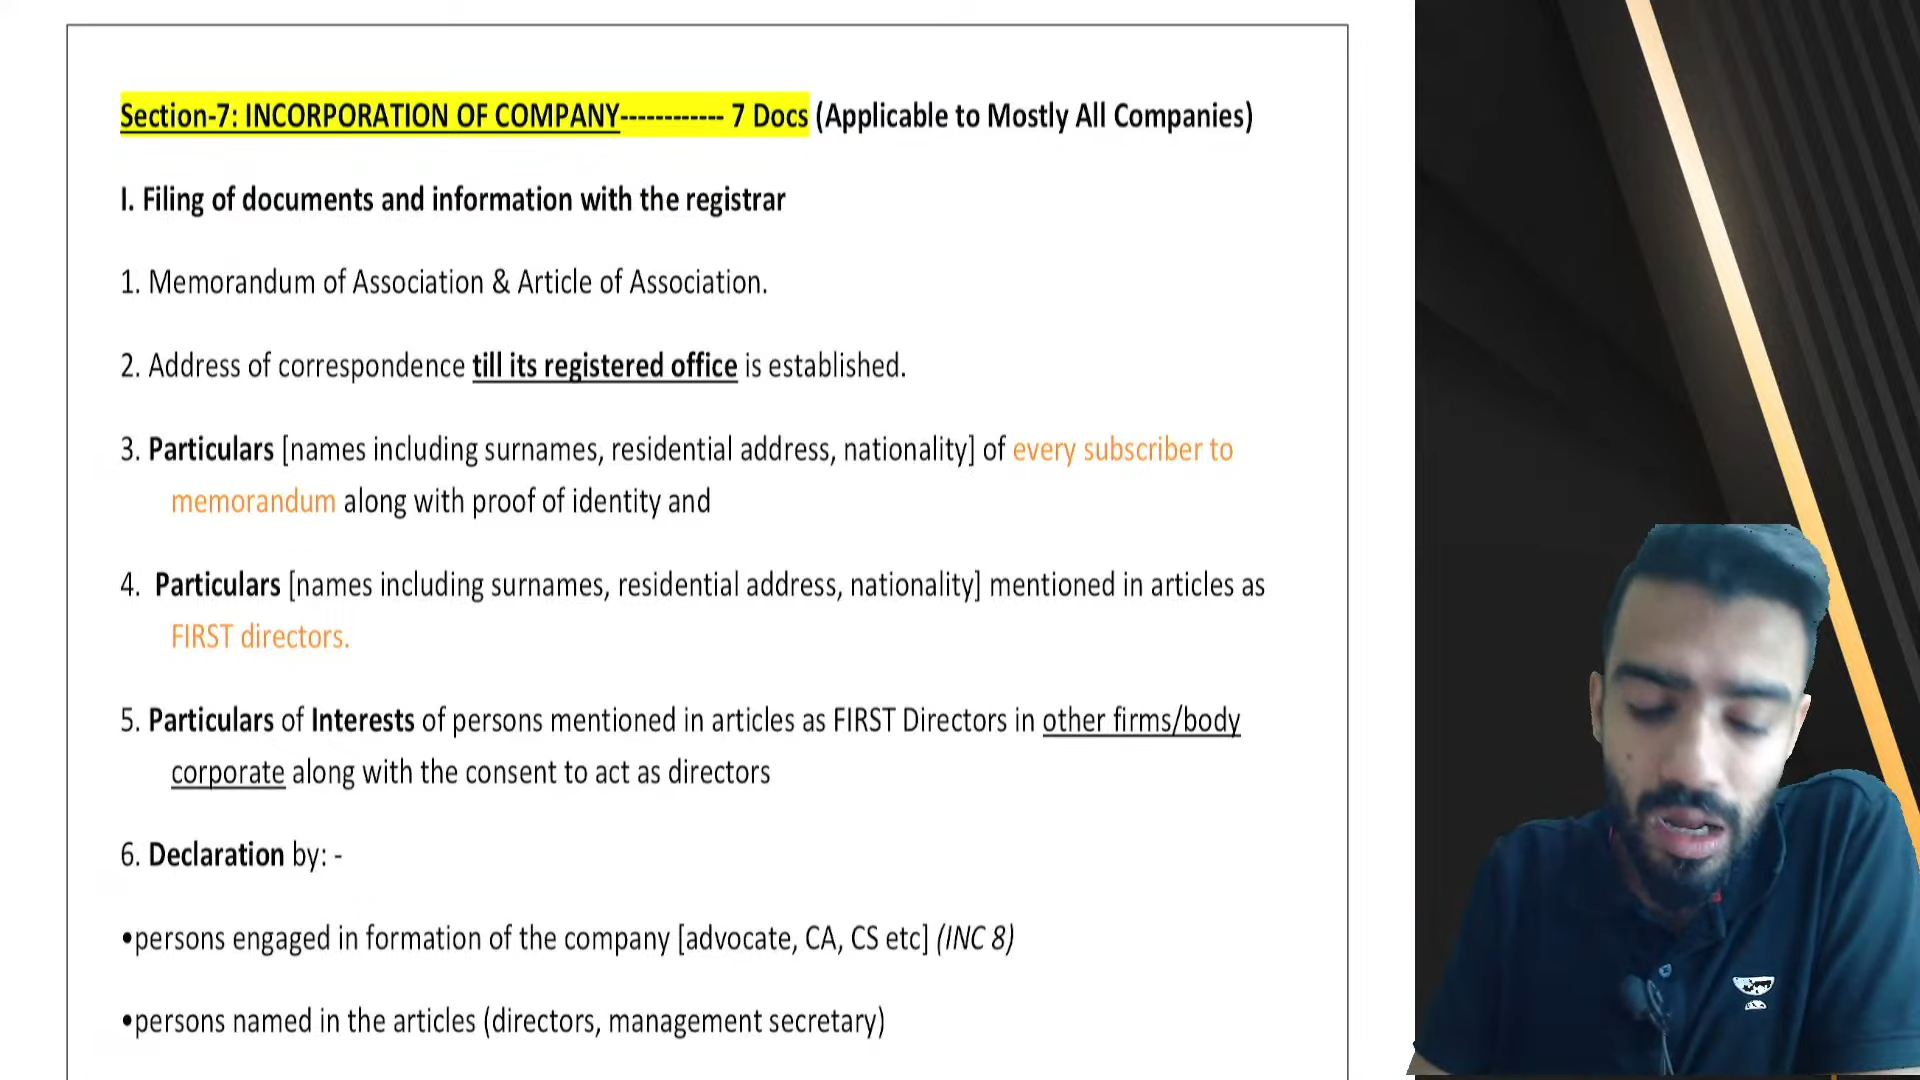 Section-7: INCORPORATION OF COMPANY------------ 7 Docs (Applicable to Mostly All Companies)
I. Filing of documents and information with the registrar
1. Memorandum of Association & Article of Association.
2. Address of correspondence till its registered office is established.
3. Particulars [names including surnames, residential address, nationality] of every subscriber to
memorandum along with proof of identity and
4. Particulars [names including surnames, residential address, nationality] mentioned in articles as
FIRST directors.
5. Particulars of Interests of persons mentioned in articles as FIRST Directors in other firms/body
corporate along with the consent to act as directors
6. Declaration by: -
•persons engaged in formation of the company [advocate, CA, CS etc] (INC 8)
•persons named in the articles (directors, management secretary)